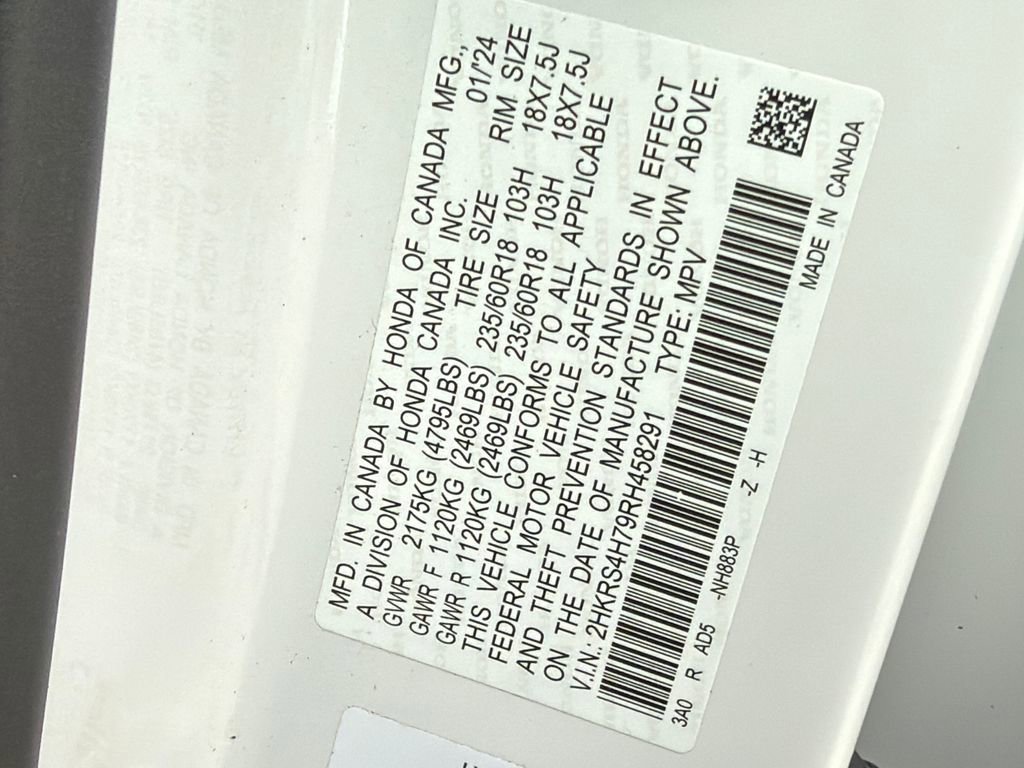 MFD. IN CANADA BY HONDA OF CANADA MFG.,
A DIVISION OF HONDA CANADA INC. 01/24
GVWR 2175KG (4795LBS) TIRE SIZE RIM SIZE
GAWR F 1120KG (2469LBS) 235/60R18 103H 18X7.5J
GAWR R 1120KG (2469LBS) 235/60R18 103H 18X7.5J
THIS VEHICLE CONFORMS TO ALL APPLICABLE
FEDERAL MOTOR VEHICLE SAFETY
AND THEFT PREVENTION STANDARDS IN EFFECT
ON THE DATE OF MANUFACTURE SHOWN ABOVE.
V.I.N.: 2HKRS4H79RH458291 TYPE: MPV
3A0 R AD5 -NH883P -Z -H MADE IN CANADA